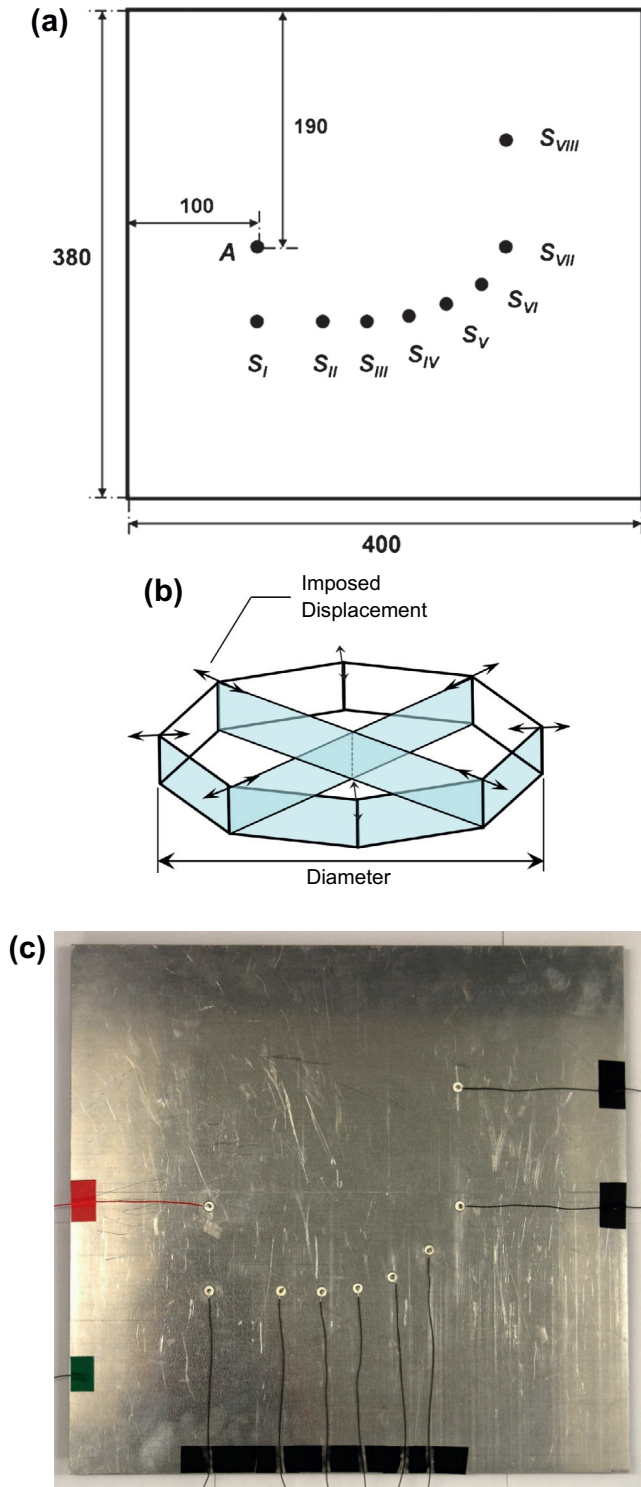 (a)
190
S_VIII
100
380
A
S_VII
S_VI
S_V
S_IV
S_I
S_II
S_III
400
(b)
Imposed
Displacement
Diameter
(c)